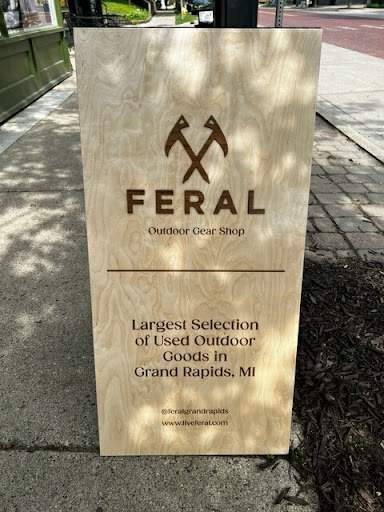 FERAL
Outdoor Gear Shop
Largest Selection
of Used Outdoor
Goods in
Grand Rapids, MI
@feralgrandrapids
www.liveferal.com